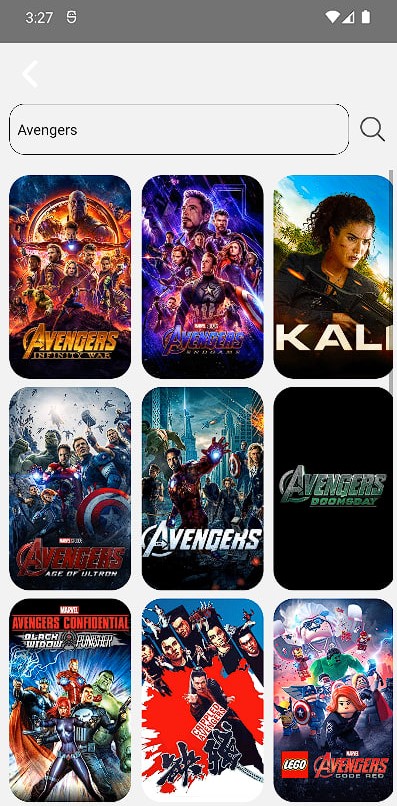 3:27
Avengers
AVENGERS
INFINITY WAR
MARVEL STUDIOS
AVENGERS
ENDGAME
KALI
MARVEL STUDIOS
AVENGERS
AGE OF ULTRON
AVENGERS
AVENGERS
DOOMSDAY
MARVEL
AVENGERS CONFIDENTIAL
BLACK WIDOW & PUNISHER
LEGO
MARVEL
AVENGERS
CODE RED